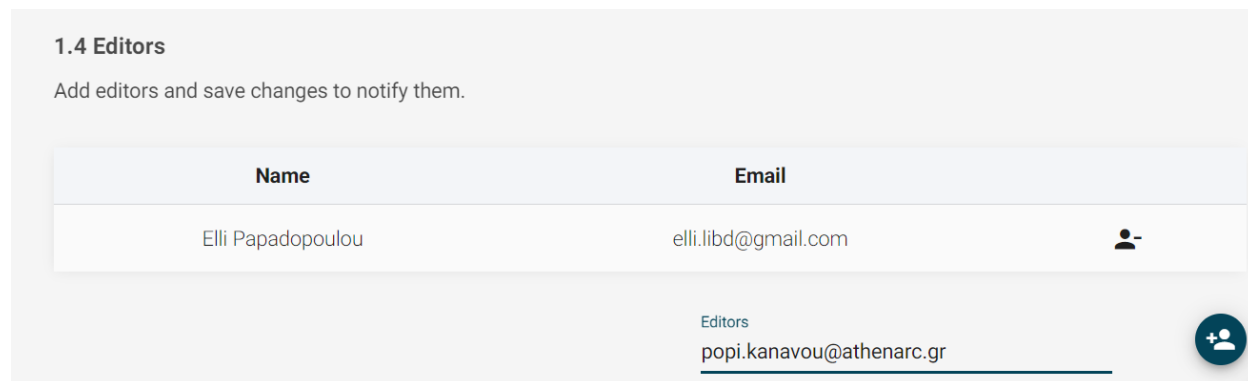 1.4 Editors
Add editors and save changes to notify them.
Name Email
Elli Papadopoulou elli.libd@gmail.com
Editors
popi.kanavou@athenarc.gr